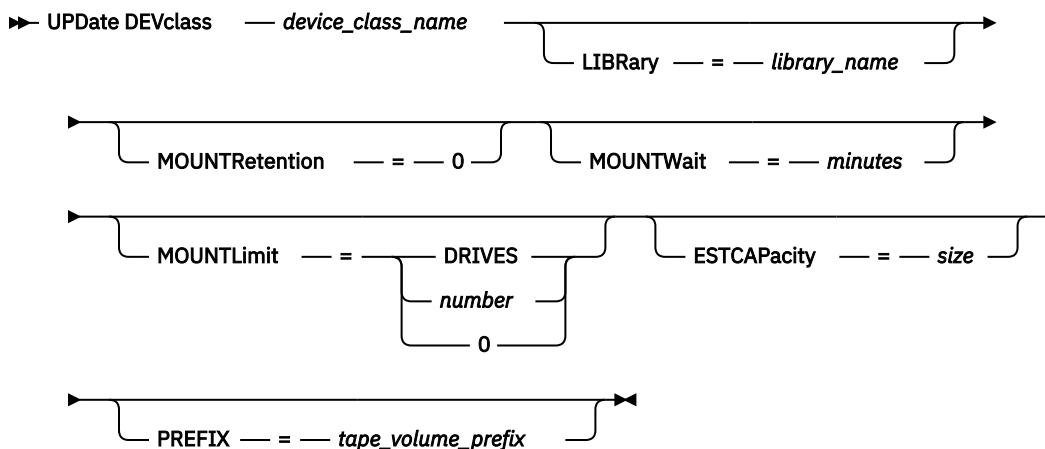 UPDate DEVclass — device_class_name
LIBRary — = — library_name
MOUNTRetention — = — 0
MOUNTWait — = — minutes
MOUNTLimit — = — DRIVES
number
0
ESTCAPacity — = — size
PREFIX — = — tape_volume_prefix